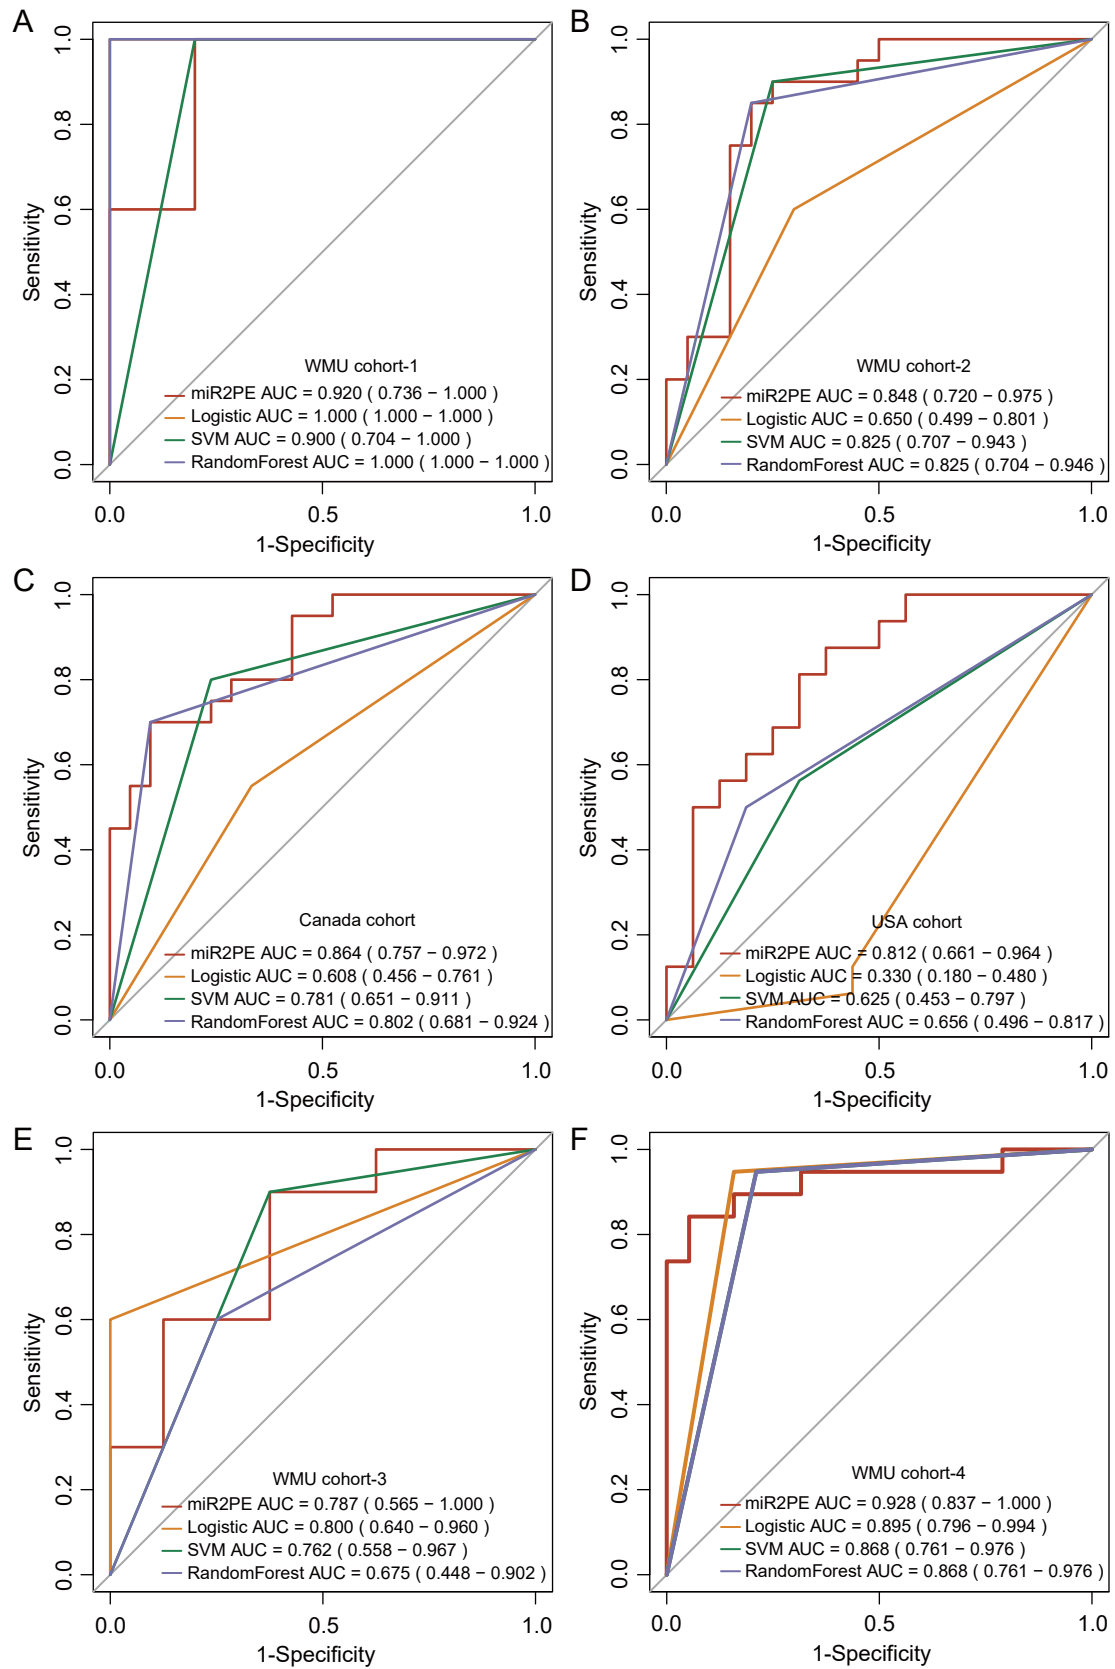 A
Sensitivity
1.0
0.8
0.6
0.4
0.2
0.0
WMU cohort-1
miR2PE AUC = 0.920 ( 0.736 − 1.000 )
Logistic AUC = 1.000 ( 1.000 − 1.000 )
SVM AUC = 0.900 ( 0.704 − 1.000 )
RandomForest AUC = 1.000 ( 1.000 − 1.000 )
0.0 0.5 1.0
1-Specificity
B
Sensitivity
1.0
0.8
0.6
0.4
0.2
0.0
WMU cohort-2
miR2PE AUC = 0.848 ( 0.720 − 0.975 )
Logistic AUC = 0.650 ( 0.499 − 0.801 )
SVM AUC = 0.825 ( 0.707 − 0.943 )
RandomForest AUC = 0.825 ( 0.704 − 0.946 )
0.0 0.5 1.0
1-Specificity
C
Sensitivity
1.0
0.8
0.6
0.4
0.2
0.0
Canada cohort
miR2PE AUC = 0.864 ( 0.757 − 0.972 )
Logistic AUC = 0.608 ( 0.456 − 0.761 )
SVM AUC = 0.781 ( 0.651 − 0.911 )
RandomForest AUC = 0.802 ( 0.681 − 0.924 )
0.0 0.5 1.0
1-Specificity
D
Sensitivity
1.0
0.8
0.6
0.4
0.2
0.0
USA cohort
miR2PE AUC = 0.812 ( 0.661 − 0.964 )
Logistic AUC = 0.330 ( 0.180 − 0.480 )
SVM AUC = 0.625 ( 0.453 − 0.797 )
RandomForest AUC = 0.656 ( 0.496 − 0.817 )
0.0 0.5 1.0
1-Specificity
E
Sensitivity
1.0
0.8
0.6
0.4
0.2
0.0
WMU cohort-3
miR2PE AUC = 0.787 ( 0.565 − 1.000 )
Logistic AUC = 0.800 ( 0.640 − 0.960 )
SVM AUC = 0.762 ( 0.558 − 0.967 )
RandomForest AUC = 0.675 ( 0.448 − 0.902 )
0.0 0.5 1.0
1-Specificity
F
Sensitivity
1.0
0.8
0.6
0.4
0.2
0.0
WMU cohort-4
miR2PE AUC = 0.928 ( 0.837 − 1.000 )
Logistic AUC = 0.895 ( 0.796 − 0.994 )
SVM AUC = 0.868 ( 0.761 − 0.976 )
RandomForest AUC = 0.868 ( 0.761 − 0.976 )
0.0 0.5 1.0
1-Specificity